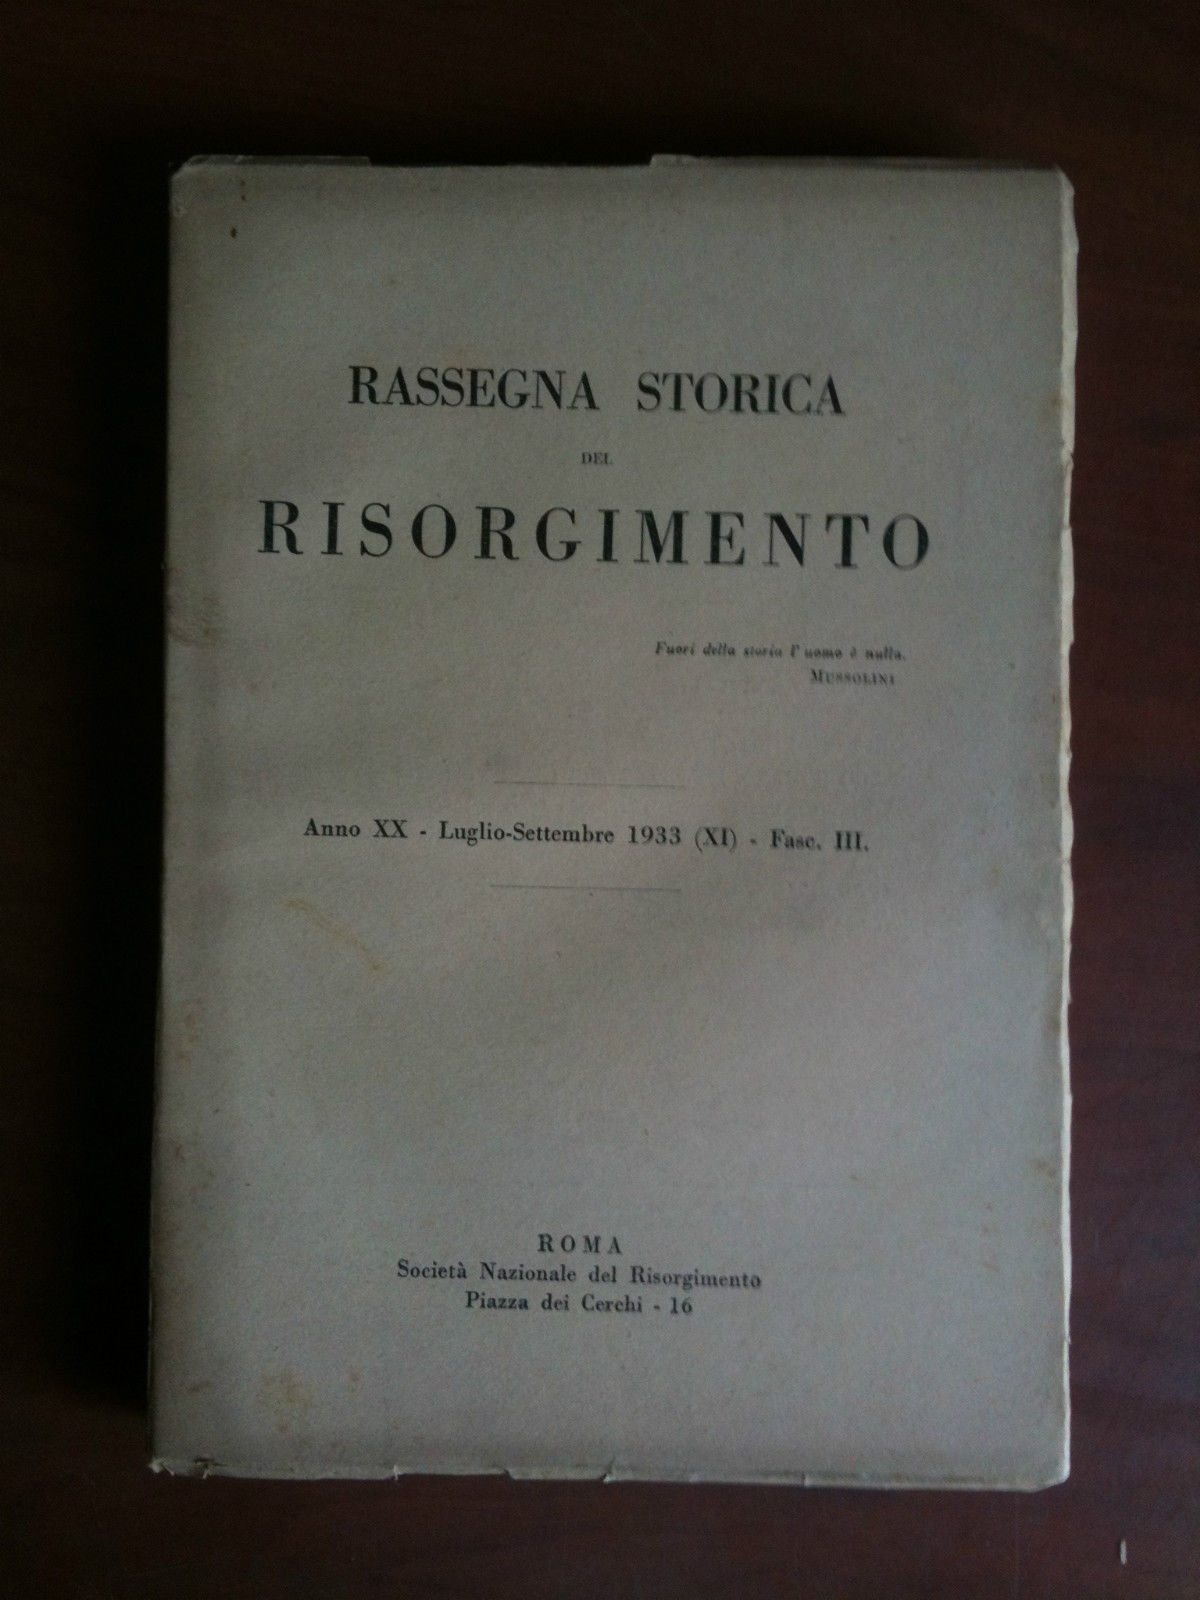 RASSEGNA STORICA
DEL
RISORGIMENTO
Fuori della storia l'uomo è nulla.
MUSSOLINI
Anno XX - Luglio-Settembre 1933 (XI) - Fasc. III.
ROMA
Società Nazionale del Risorgimento
Piazza dei Cerchi - 16